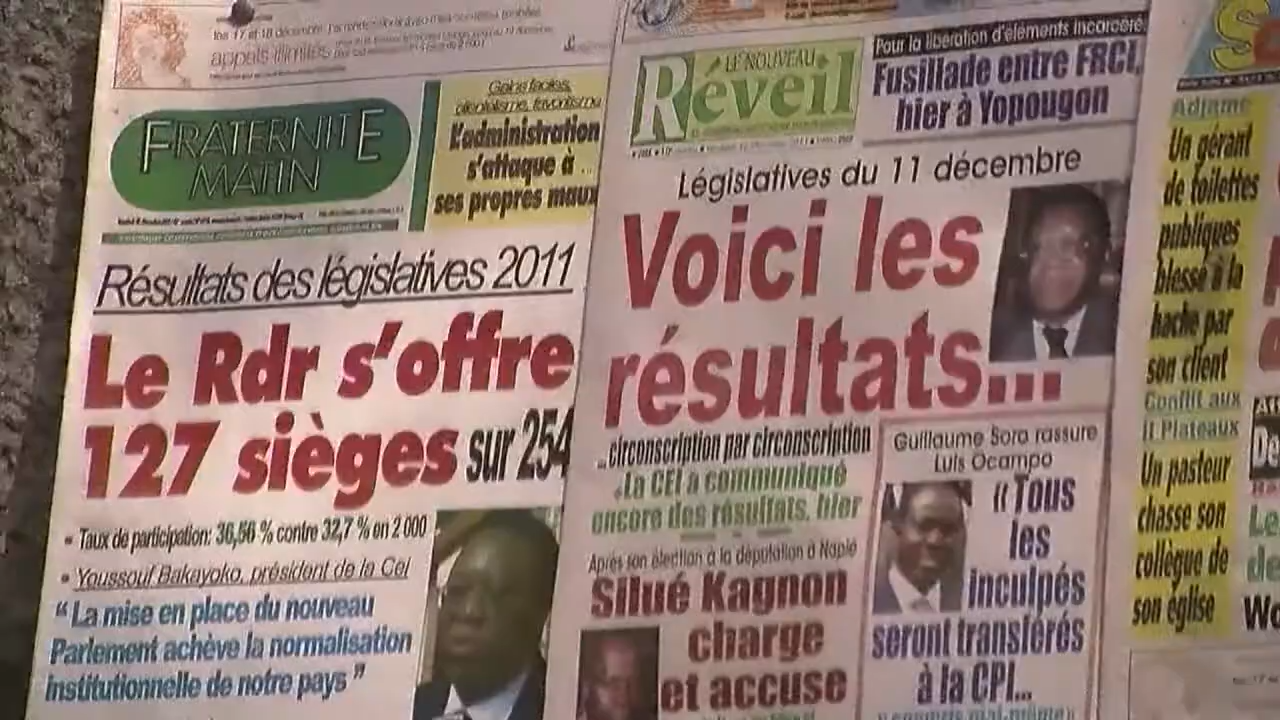 appels illimités
FRATERNITE
MATIN
Gains faciles,
clientélisme, favoritisme
L'administration
s'attaque à ...
ses propres maux
Résultats des législatives 2011
Le Rdr s'offre
127 sièges sur 254
• Taux de participation: 36,56 % contre 32,7 % en 2 000
• Youssouf Bakayoko, président de la Cei
“ La mise en place du nouveau
Parlement achève la normalisation
institutionnelle de notre pays ”
LE NOUVEAU
Réveil
Pour la libération d'éléments incarcéré
Fusillade entre FRCI,
hier à Yopougon
Législatives du 11 décembre
Voici les
résultats...
...circonscription par circonscription
La CEI a communiqué
encore des résultats, hier
Après son élection à la députation à Napié
Silué Kagnon
charge
et accuse
Guillaume Soro rassure
Luis Ocampo
« Tous
les
inculpés
seront transférés
à la CPI...
Adjamé
Un gérant
de toilettes
publiques
blessé à la
hache par
son client
Conflit aux
II Plateaux
Un pasteur
chasse son
collègue de
son église